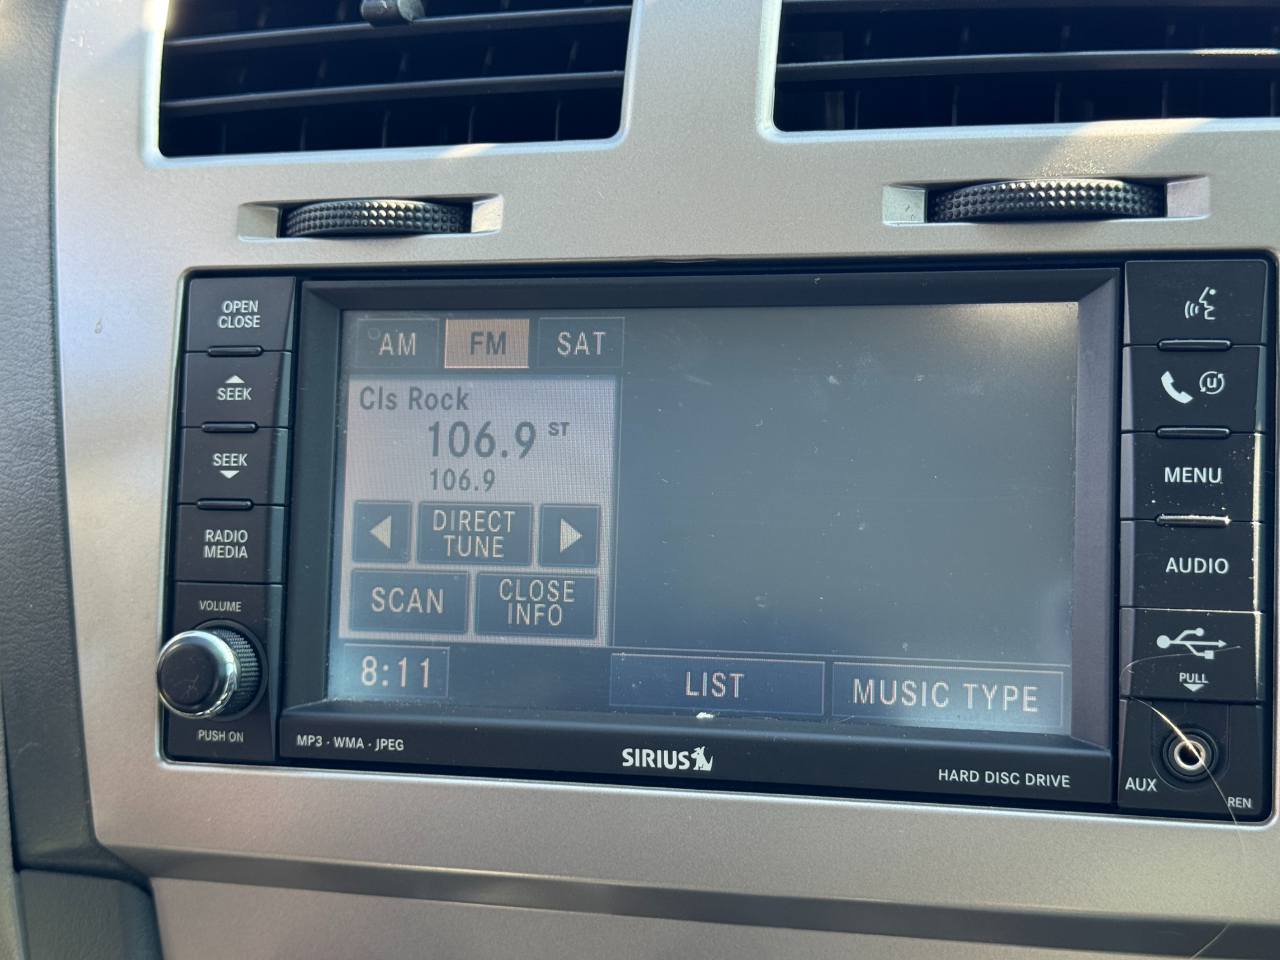 OPEN
CLOSE
SEEK
SEEK
RADIO
MEDIA
VOLUME
PUSH ON
AM FM SAT
Cls Rock
106.9 ST
106.9
DIRECT
TUNE
SCAN
CLOSE
INFO
8:11
LIST
MUSIC TYPE
MP3 - WMA - JPEG
SIRIUS
HARD DISC DRIVE
U
MENU
AUDIO
PULL
AUX
REN